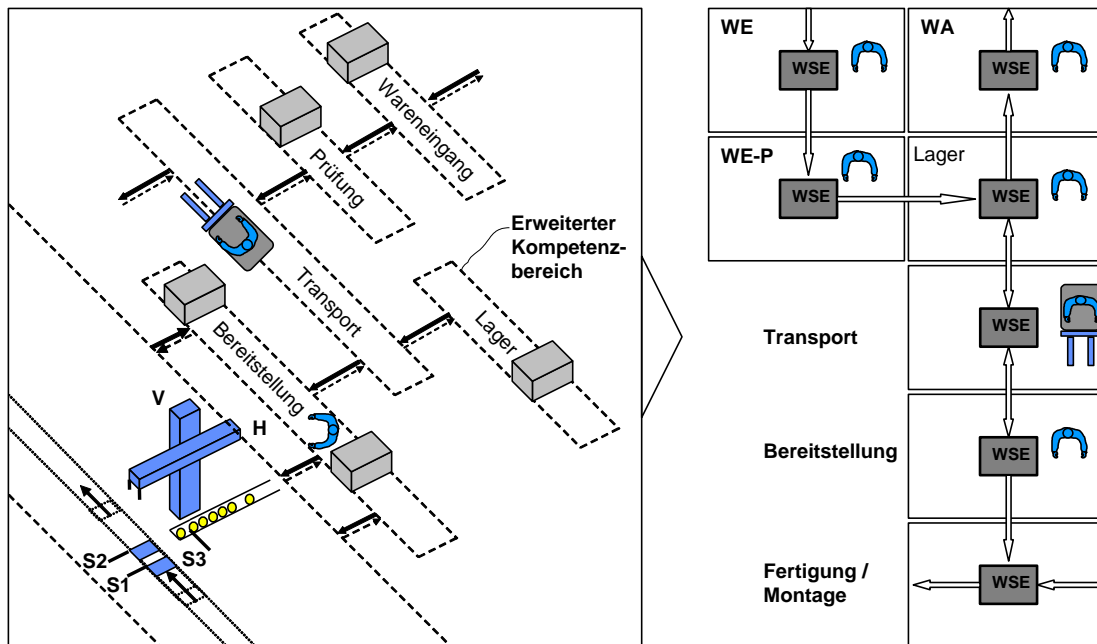 Wareneingang
Prüfung
Transport
Bereitstellung
Lager
Erweiterter
Kompetenz-
bereich
V
H
S2
S1
S3
WE
WSE
WA
WSE
WE-P
WSE
Lager
WSE
Transport
WSE
Bereitstellung
WSE
Fertigung /
Montage
WSE